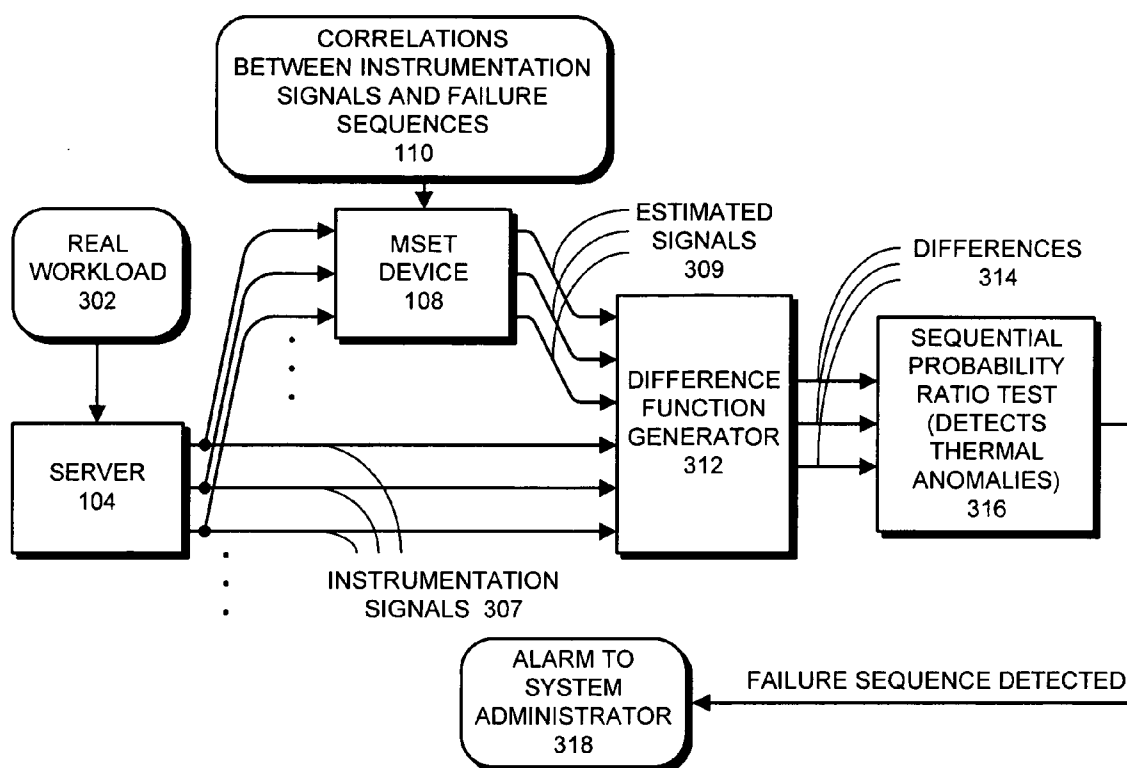 CORRELATIONS
BETWEEN INSTRUMENTATION
SIGNALS AND FAILURE
SEQUENCES
110
REAL
WORKLOAD
302
MSET
DEVICE
108
ESTIMATED
SIGNALS
309
DIFFERENCES
314
SERVER
104
DIFFERENCE
FUNCTION
GENERATOR
312
SEQUENTIAL
PROBABILITY
RATIO TEST
(DETECTS
THERMAL
ANOMALIES)
316
INSTRUMENTATION
SIGNALS 307
ALARM TO
SYSTEM
ADMINISTRATOR
318
FAILURE SEQUENCE DETECTED